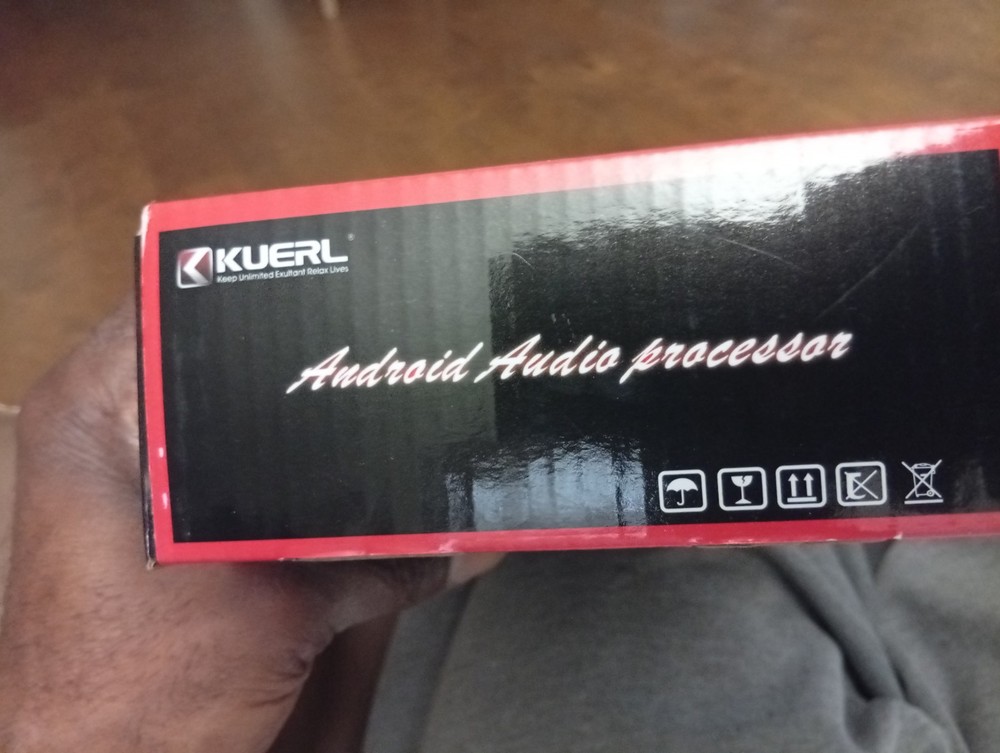 KUERL®
Keep Unlimited Exultant Relax Lives
Android Audio processor